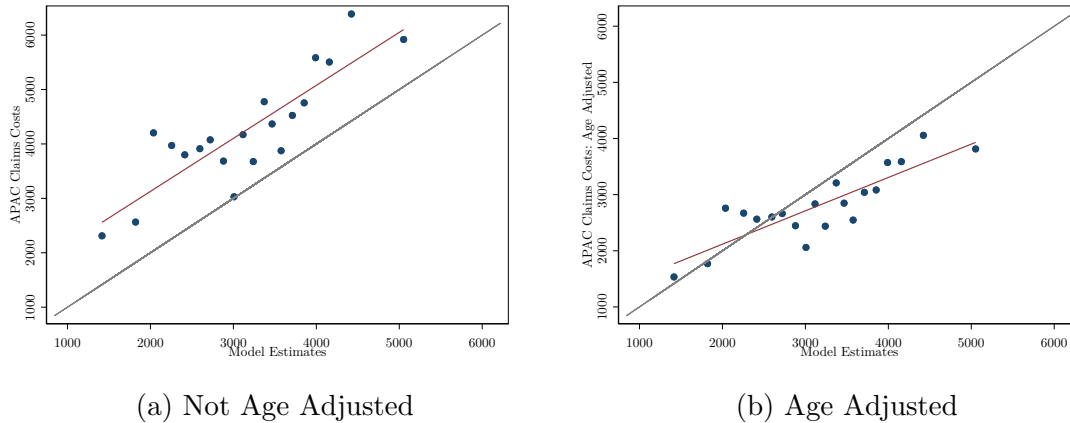 APAC Claims Costs
6000
5000
4000
3000
2000
1000
1000 2000 3000 4000 5000 6000
Model Estimates
(a) Not Age Adjusted
APAC Claims Costs: Age Adjusted
6000
5000
4000
3000
2000
1000
1000 2000 3000 4000 5000 6000
Model Estimates
(b) Age Adjusted